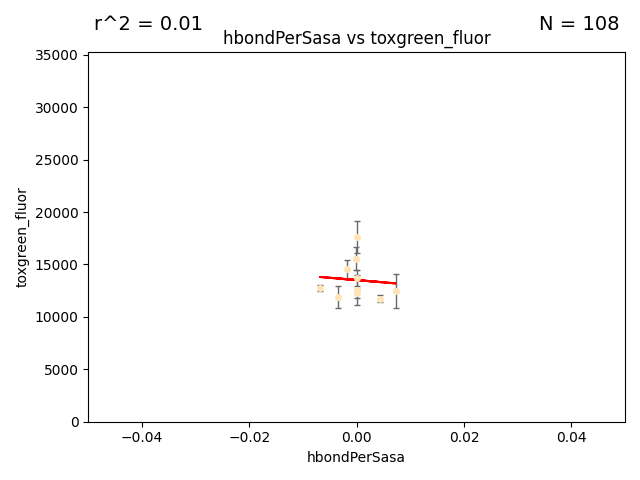 r^2 = 0.01
N = 108
hbondPerSasa vs toxgreen_fluor
35000
30000
25000
20000
15000
10000
5000
0
toxgreen_fluor
−0.04
−0.02
0.00
0.02
0.04
hbondPerSasa